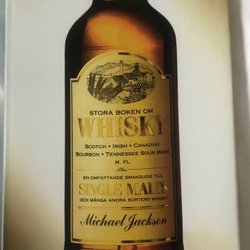 STORA BOKEN OM
WHISKY
SCOTCH • IRISH • CANADIAN
BOURBON • TENNESSEE SOUR MASH
M. FL.
Plus
EN OMFATTANDE SMAKGUIDE TILL
SINGLE MALTS
OCH MÅNGA ANDRA SORTERS WHISKY
Michael Jackson